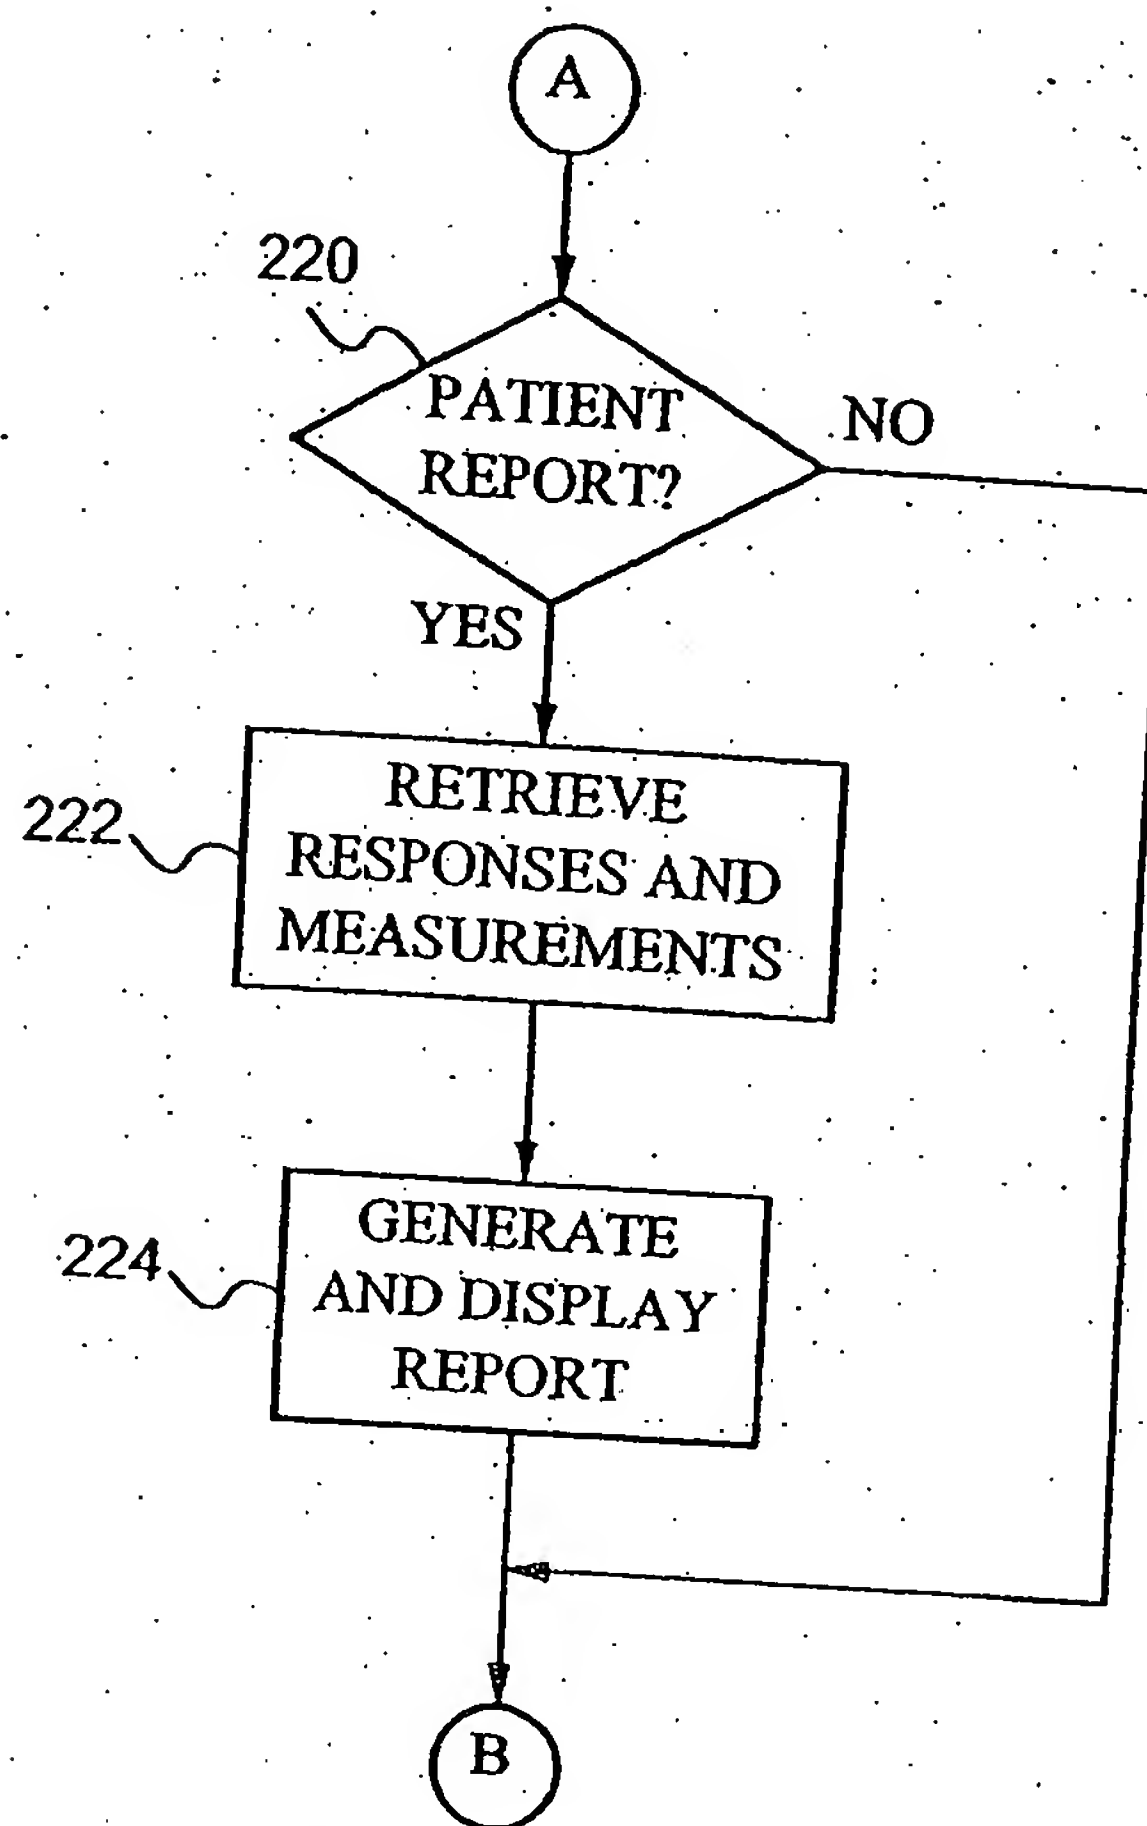 A
220
PATIENT
REPORT?
NO
YES
222
RETRIEVE
RESPONSES AND
MEASUREMENTS
224
GENERATE
AND DISPLAY
REPORT
B